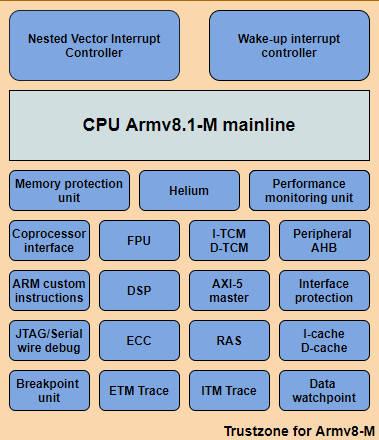 Nested Vector Interrupt
Controller
Wake-up interrupt
controller
CPU Armv8.1-M mainline
Memory protection
unit
Helium
Performance
monitoring unit
Coprocessor
interface
FPU
I-TCM
D-TCM
Peripheral
AHB
ARM custom
instructions
DSP
AXI-5
master
Interface
protection
JTAG/Serial
wire debug
ECC
RAS
I-cache
D-cache
Breakpoint
unit
ETM Trace
ITM Trace
Data
watchpoint
Trustzone for Armv8-M